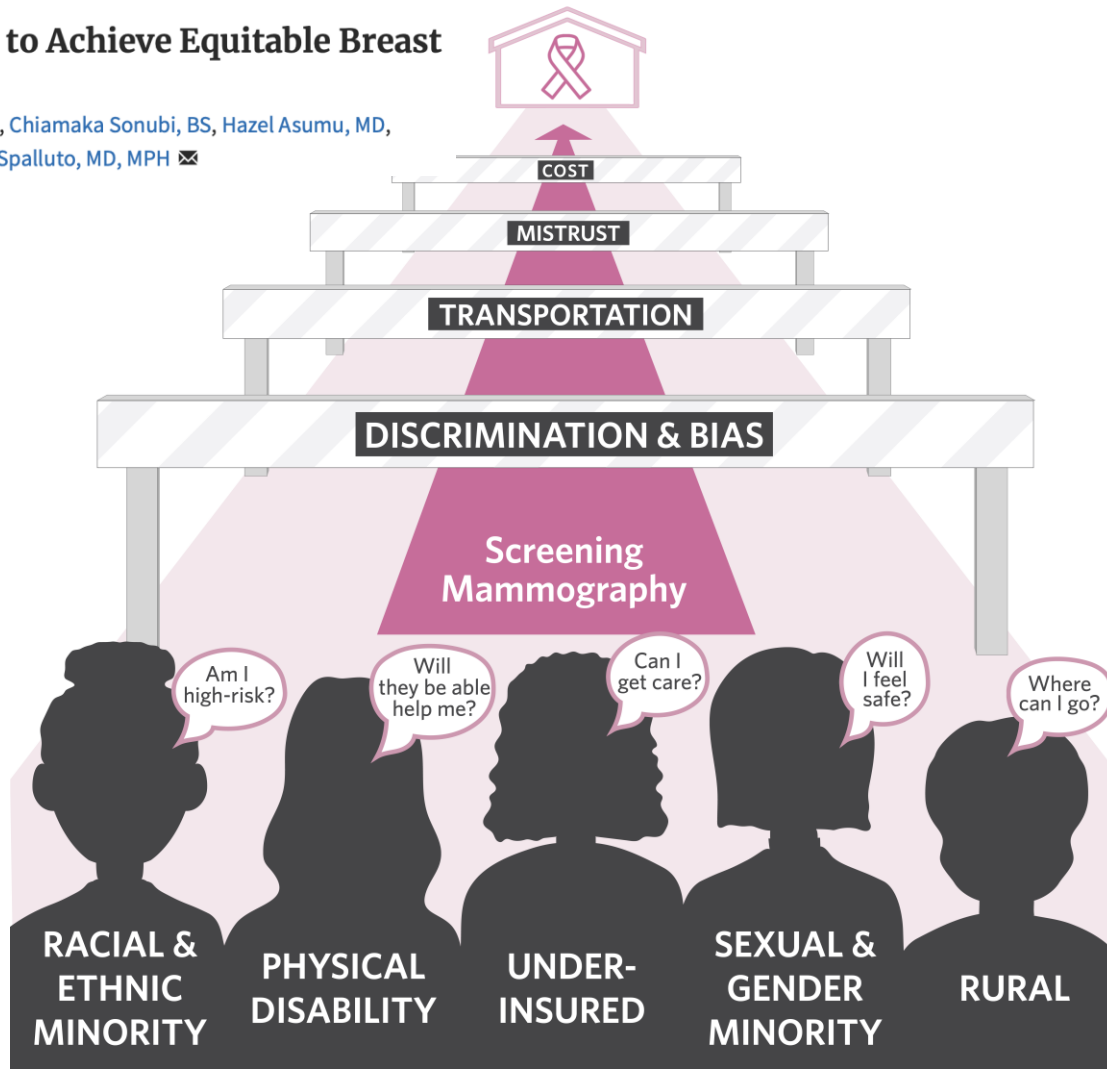 to Achieve Equitable Breast
, Chiamaka Sonubi, BS, Hazel Asumu, MD,
Spalluto, MD, MPH
COST
MISTRUST
TRANSPORTATION
DISCRIMINATION & BIAS
Screening
Mammography
Am I
high-risk?
Will
they be able
help me?
Can I
get care?
Will
I feel
safe?
Where
can I go?
RACIAL &
ETHNIC
MINORITY
PHYSICAL
DISABILITY
UNDER-
INSURED
SEXUAL &
GENDER
MINORITY
RURAL